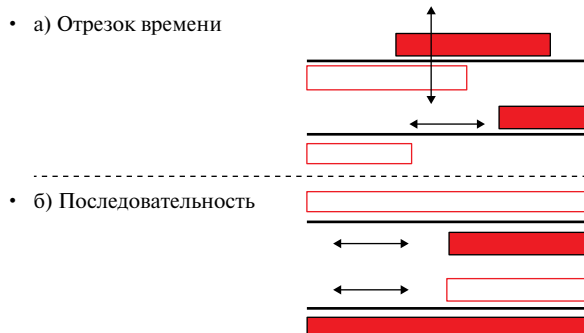 • а) Отрезок времени
• б) Последовательность